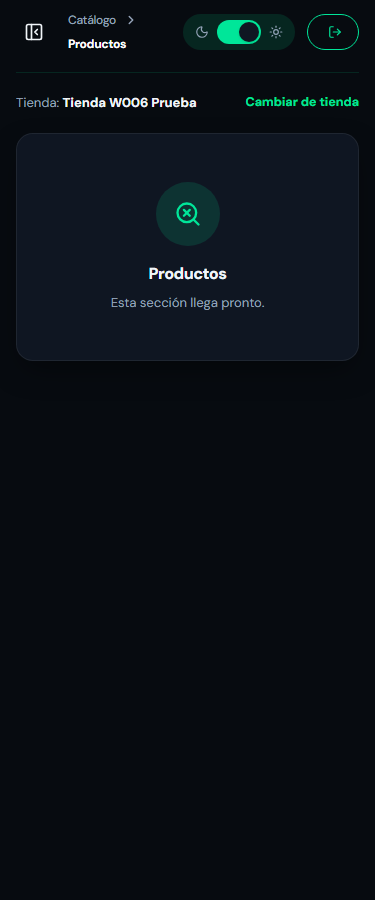 Catálogo
Productos
Tienda: Tienda W006 Prueba
Cambiar de tienda
Productos
Esta sección llega pronto.